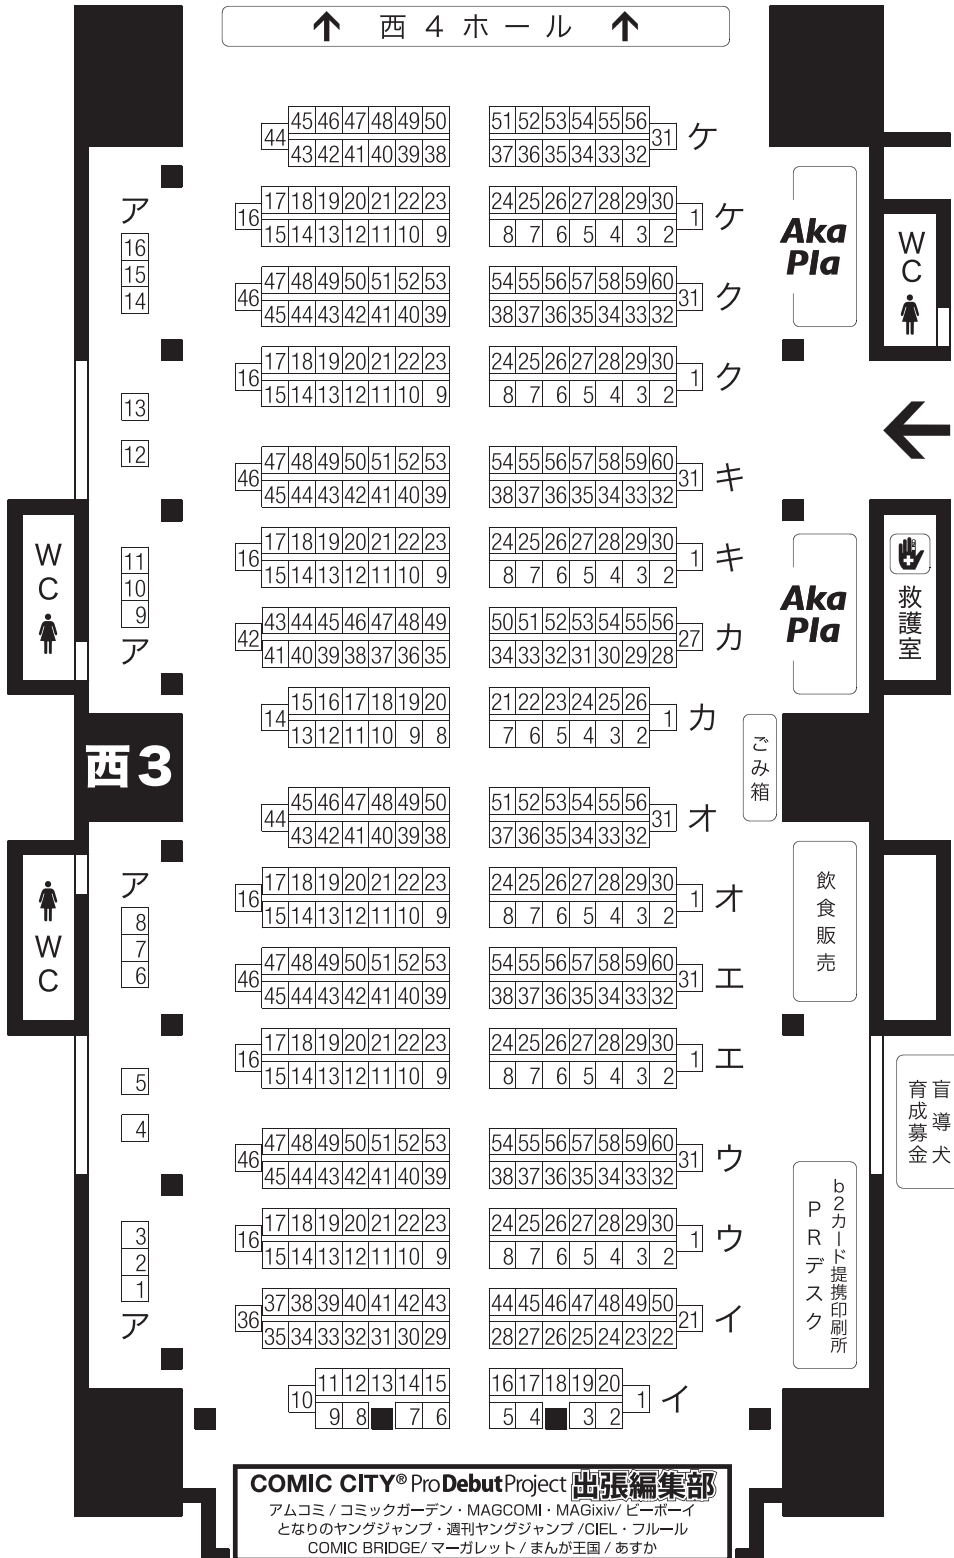 ↑ 西4ホール ↑
45 46 47 48 49 50 51 52 53 54 55 56
44 31 ケ
43 42 41 40 39 38 37 36 35 34 33 32
17 18 19 20 21 22 23 24 25 26 27 28 29 30
16 1 ケ
15 14 13 12 11 10 9 8 7 6 5 4 3 2
47 48 49 50 51 52 53 54 55 56 57 58 59 60
46 31 ク
45 44 43 42 41 40 39 38 37 36 35 34 33 32
17 18 19 20 21 22 23 24 25 26 27 28 29 30
16 1 ク
15 14 13 12 11 10 9 8 7 6 5 4 3 2
47 48 49 50 51 52 53 54 55 56 57 58 59 60
46 31 キ
45 44 43 42 41 40 39 38 37 36 35 34 33 32
17 18 19 20 21 22 23 24 25 26 27 28 29 30
16 1 キ
15 14 13 12 11 10 9 8 7 6 5 4 3 2
43 44 45 46 47 48 49 50 51 52 53 54 55 56
42 27 カ
41 40 39 38 37 36 35 34 33 32 31 30 29 28
15 16 17 18 19 20 21 22 23 24 25 26
14 1 カ
13 12 11 10 9 8 7 6 5 4 3 2
45 46 47 48 49 50 51 52 53 54 55 56
44 31 オ
43 42 41 40 39 38 37 36 35 34 33 32
17 18 19 20 21 22 23 24 25 26 27 28 29 30
16 1 オ
15 14 13 12 11 10 9 8 7 6 5 4 3 2
47 48 49 50 51 52 53 54 55 56 57 58 59 60
46 31 エ
45 44 43 42 41 40 39 38 37 36 35 34 33 32
17 18 19 20 21 22 23 24 25 26 27 28 29 30
16 1 エ
15 14 13 12 11 10 9 8 7 6 5 4 3 2
47 48 49 50 51 52 53 54 55 56 57 58 59 60
46 31 ウ
45 44 43 42 41 40 39 38 37 36 35 34 33 32
17 18 19 20 21 22 23 24 25 26 27 28 29 30
16 1 ウ
15 14 13 12 11 10 9 8 7 6 5 4 3 2
37 38 39 40 41 42 43 44 45 46 47 48 49 50
36 21 イ
35 34 33 32 31 30 29 28 27 26 25 24 23 22
11 12 13 14 15 16 17 18 19 20
10 1 イ
9 8 7 6 5 4 3 2
ア
16
15
14
13
12
11
10
9
ア
WC
西3
WC
ア
8
7
6
5
4
3
2
1
ア
Aka
Pla
WC
←
Aka
Pla
救護室
ごみ箱
飲食販売
盲導犬
育成募金
b2カード提携印刷所
PRデスク
COMIC CITY® ProDebutProject 出張編集部
アムコミ / コミックガーデン・MAGCOMI・MAGixiv/ ビーボーイ
となりのヤングジャンプ・週刊ヤングジャンプ /CIEL・フルール
COMIC BRIDGE/ マーガレット / まんが王国 / あすか